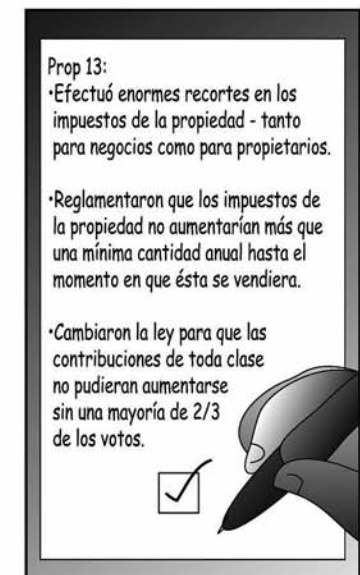 Prop 13:
•Efectuó enormes recortes en los
impuestos de la propiedad - tanto
para negocios como para propietarios.
•Reglamentaron que los impuestos de
la propiedad no aumentarían más que
una mínima cantidad anual hasta el
momento en que ésta se vendiera.
•Cambiaron la ley para que las
contribuciones de toda clase
no pudieran aumentarse
sin una mayoría de 2/3
de los votos.